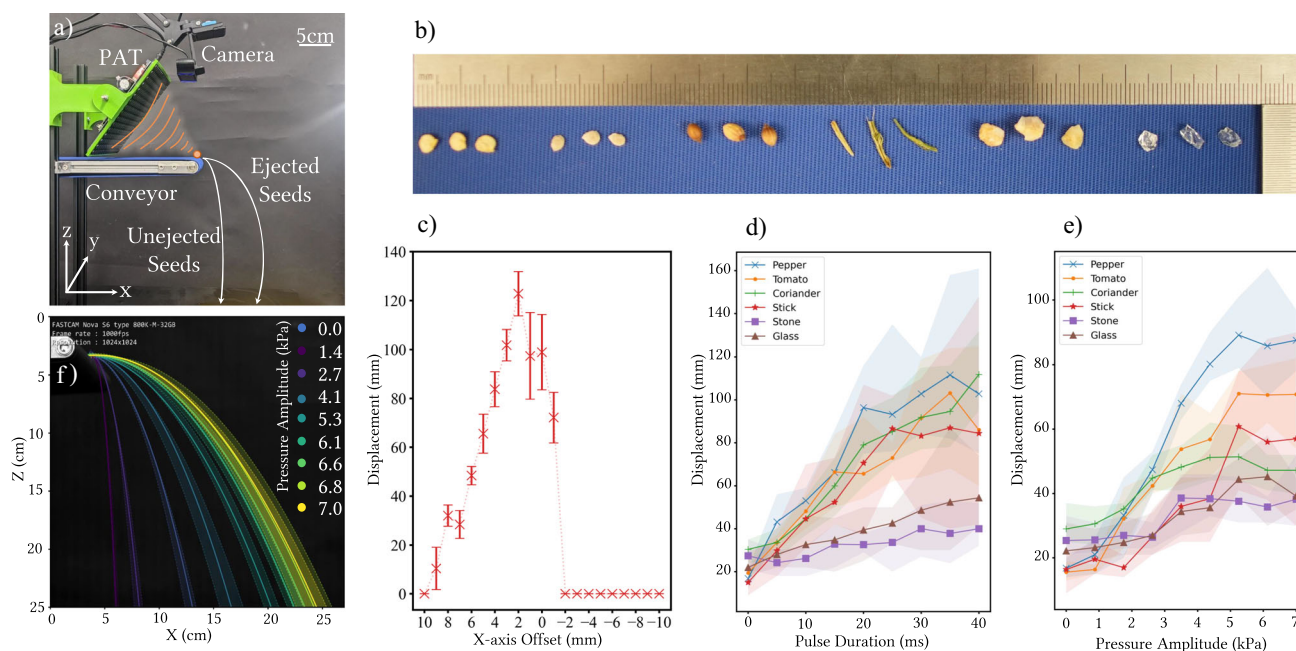 a)
5cm
PAT
Camera
Conveyor
Ejected
Seeds
Unejected
Seeds
z
y
x
b)
c)
Displacement (mm)
140
120
100
80
60
40
20
0
10 8 6 4 2 0 −2 −4 −6 −8 −10
X-axis Offset (mm)
d)
Pepper
Tomato
Coriander
Stick
Stone
Glass
Displacement (mm)
160
140
120
100
80
60
40
20
0 10 20 30 40
Pulse Duration (ms)
e)
Pepper
Tomato
Coriander
Stick
Stone
Glass
Displacement (mm)
100
80
60
40
20
0 1 2 3 4 5 6 7
Pressure Amplitude (kPa)
f)
FASTCAM Nova S6 type 800K-M-32GB
Frame rate : 1000fps
Resolution : 1024x1024
Pressure Amplitude (kPa)
0.0
1.4
2.7
4.1
5.3
6.1
6.6
6.8
7.0
Z (cm)
0
5
10
15
20
25
0 5 10 15 20 25
X (cm)